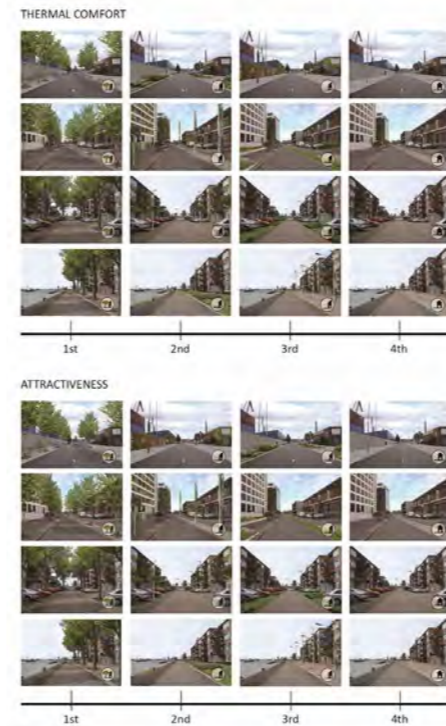 THERMAL COMFORT
1st 2nd 3rd 4th
ATTRACTIVENESS
1st 2nd 3rd 4th